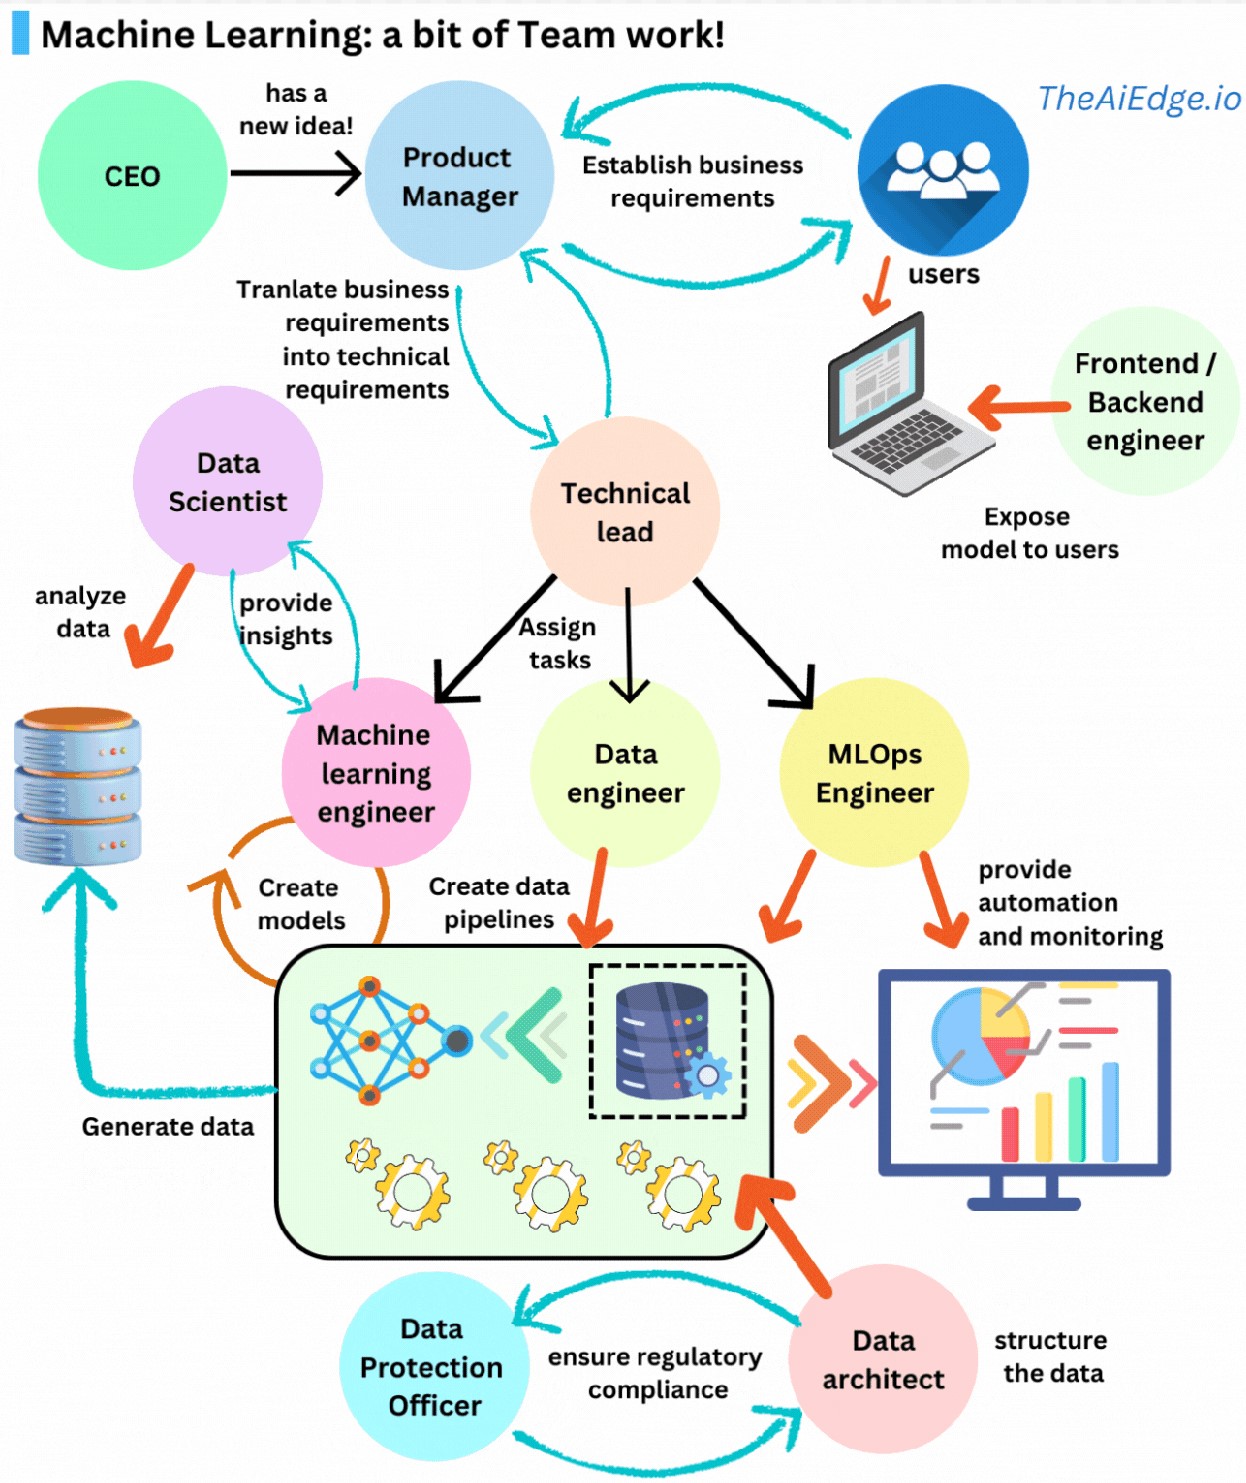 Machine Learning: a bit of Team work!
TheAiEdge.io
CEO
has a
new idea!
Product
Manager
Establish business
requirements
users
Tranlate business
requirements
into technical
requirements
Frontend /
Backend
engineer
Expose
model to users
Data
Scientist
Technical
lead
analyze
data
provide
insights
Assign
tasks
Machine
learning
engineer
Data
engineer
MLOps
Engineer
Create
models
Create data
pipelines
provide
automation
and monitoring
Generate data
Data
Protection
Officer
ensure regulatory
compliance
Data
architect
structure
the data